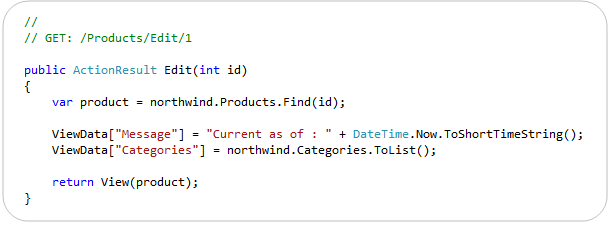 //
// GET: /Products/Edit/1
public ActionResult Edit(int id)
{
var product = northwind.Products.Find(id);
ViewData["Message"] = "Current as of : " + DateTime.Now.ToShortTimeString();
ViewData["Categories"] = northwind.Categories.ToList();
return View(product);
}